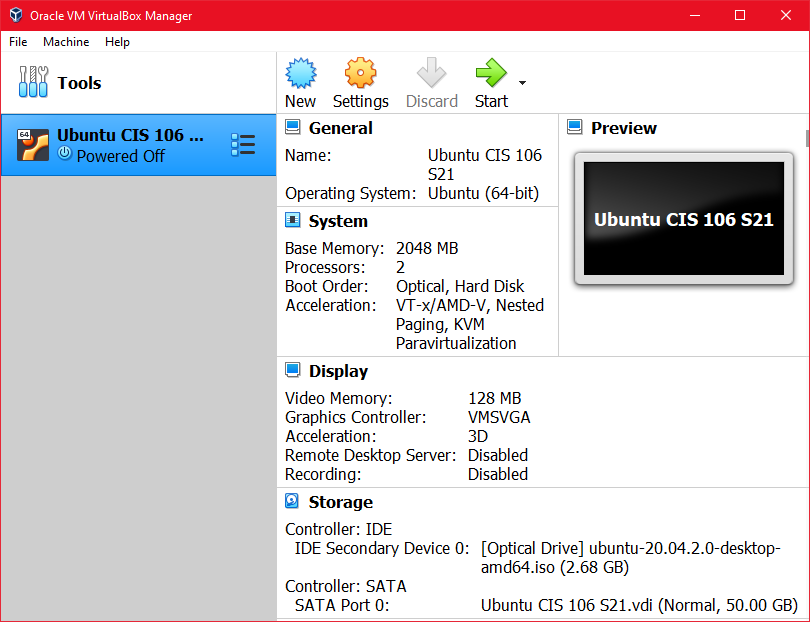 Oracle VM VirtualBox Manager
File Machine Help
Tools
New Settings Discard Start
64
Ubuntu CIS 106 ...
Powered Off
General
Name: Ubuntu CIS 106
S21
Operating System: Ubuntu (64-bit)
Preview
Ubuntu CIS 106 S21
System
Base Memory: 2048 MB
Processors: 2
Boot Order: Optical, Hard Disk
Acceleration: VT-x/AMD-V, Nested
Paging, KVM
Paravirtualization
Display
Video Memory: 128 MB
Graphics Controller: VMSVGA
Acceleration: 3D
Remote Desktop Server: Disabled
Recording: Disabled
Storage
Controller: IDE
IDE Secondary Device 0: [Optical Drive] ubuntu-20.04.2.0-desktop-
amd64.iso (2.68 GB)
Controller: SATA
SATA Port 0: Ubuntu CIS 106 S21.vdi (Normal, 50.00 GB)